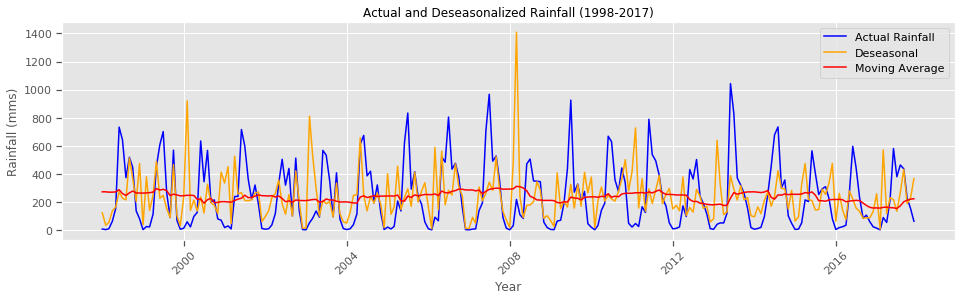 Actual and Deseasonalized Rainfall (1998-2017)
Actual Rainfall
Deseasonal
Moving Average
Rainfall (mms)
1400
1200
1000
800
600
400
200
0
2000
2004
2008
2012
2016
Year